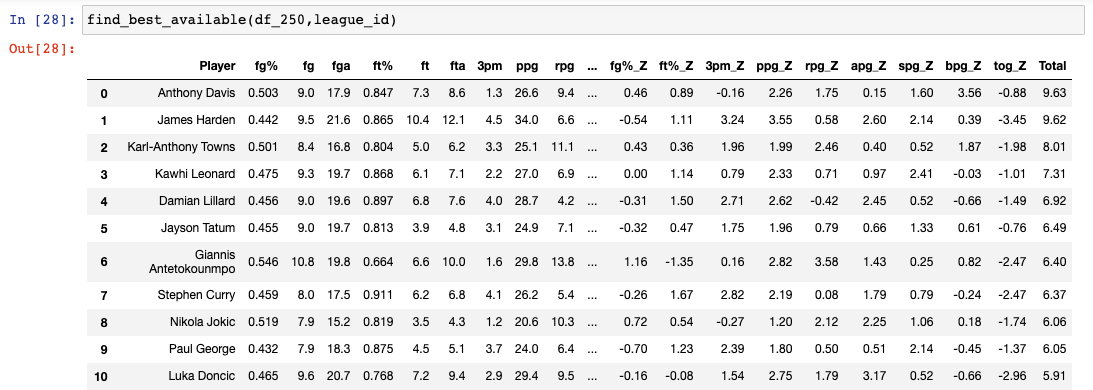 In [28]: find_best_available(df_250,league_id)
Out[28]:
Player fg% fg fga ft% ft fta 3pm ppg rpg ... fg%_Z ft%_Z 3pm_Z ppg_Z rpg_Z apg_Z spg_Z bpg_Z tog_Z Total
0 Anthony Davis 0.503 9.0 17.9 0.847 7.3 8.6 1.3 26.6 9.4 ... 0.46 0.89 -0.16 2.26 1.75 0.15 1.60 3.56 -0.88 9.63
1 James Harden 0.442 9.5 21.6 0.865 10.4 12.1 4.5 34.0 6.6 ... -0.54 1.11 3.24 3.55 0.58 2.60 2.14 0.39 -3.45 9.62
2 Karl-Anthony Towns 0.501 8.4 16.8 0.804 5.0 6.2 3.3 25.1 11.1 ... 0.43 0.36 1.96 1.99 2.46 0.40 0.52 1.87 -1.98 8.01
3 Kawhi Leonard 0.475 9.3 19.7 0.868 6.1 7.1 2.2 27.0 6.9 ... 0.00 1.14 0.79 2.33 0.71 0.97 2.41 -0.03 -1.01 7.31
4 Damian Lillard 0.456 9.0 19.6 0.897 6.8 7.6 4.0 28.7 4.2 ... -0.31 1.50 2.71 2.62 -0.42 2.45 0.52 -0.66 -1.49 6.92
5 Jayson Tatum 0.455 9.0 19.7 0.813 3.9 4.8 3.1 24.9 7.1 ... -0.32 0.47 1.75 1.96 0.79 0.66 1.33 0.61 -0.76 6.49
6 Giannis Antetokounmpo 0.546 10.8 19.8 0.664 6.6 10.0 1.6 29.8 13.8 ... 1.16 -1.35 0.16 2.82 3.58 1.43 0.25 0.82 -2.47 6.40
7 Stephen Curry 0.459 8.0 17.5 0.911 6.2 6.8 4.1 26.2 5.4 ... -0.26 1.67 2.82 2.19 0.08 1.79 0.79 -0.24 -2.47 6.37
8 Nikola Jokic 0.519 7.9 15.2 0.819 3.5 4.3 1.2 20.6 10.3 ... 0.72 0.54 -0.27 1.20 2.12 2.25 1.06 0.18 -1.74 6.06
9 Paul George 0.432 7.9 18.3 0.875 4.5 5.1 3.7 24.0 6.4 ... -0.70 1.23 2.39 1.80 0.50 0.51 2.14 -0.45 -1.37 6.05
10 Luka Doncic 0.465 9.6 20.7 0.768 7.2 9.4 2.9 29.4 9.5 ... -0.16 -0.08 1.54 2.75 1.79 3.17 0.52 -0.66 -2.96 5.91